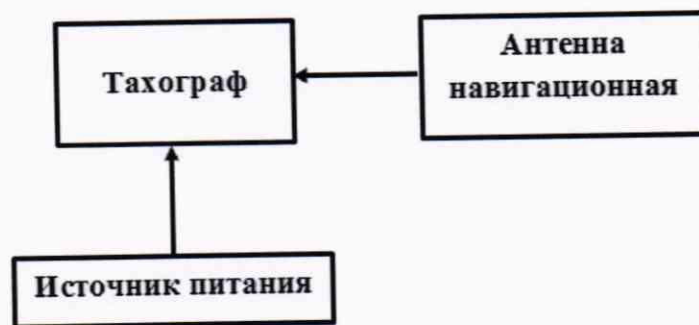 Тахограф
Антенна
навигационная
Источник питания